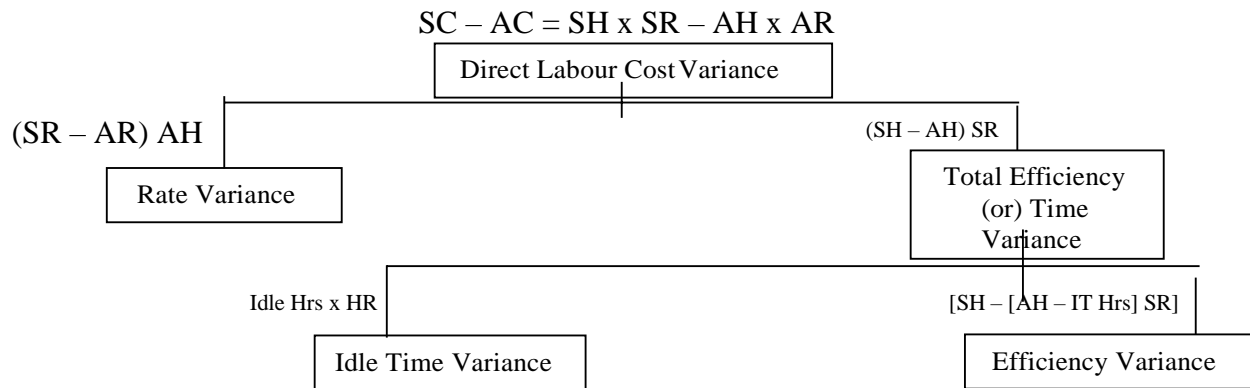 SC – AC = SH x SR – AH x AR
Direct Labour Cost Variance
(SR – AR) AH
(SH – AH) SR
Rate Variance
Total Efficiency
(or) Time
Variance
Idle Hrs x HR
[SH – [AH – IT Hrs] SR]
Idle Time Variance
Efficiency Variance